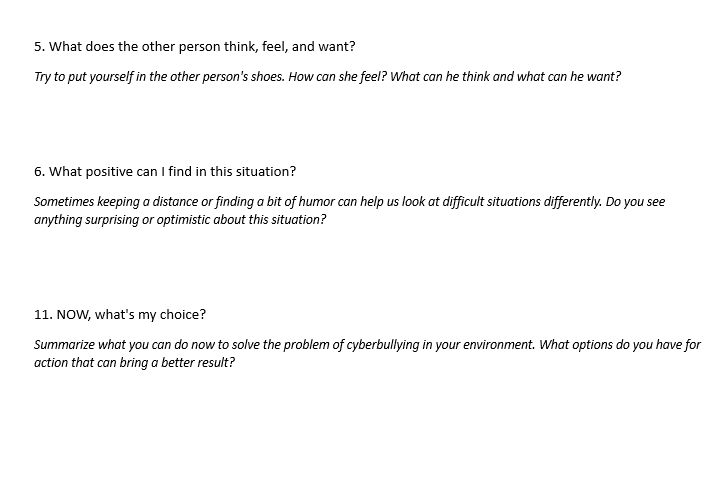 5. What does the other person think, feel, and want?
Try to put yourself in the other person's shoes. How can she feel? What can he think and what can he want?
6. What positive can I find in this situation?
Sometimes keeping a distance or finding a bit of humor can help us look at difficult situations differently. Do you see
anything surprising or optimistic about this situation?
11. NOW, what's my choice?
Summarize what you can do now to solve the problem of cyberbullying in your environment. What options do you have for
action that can bring a better result?